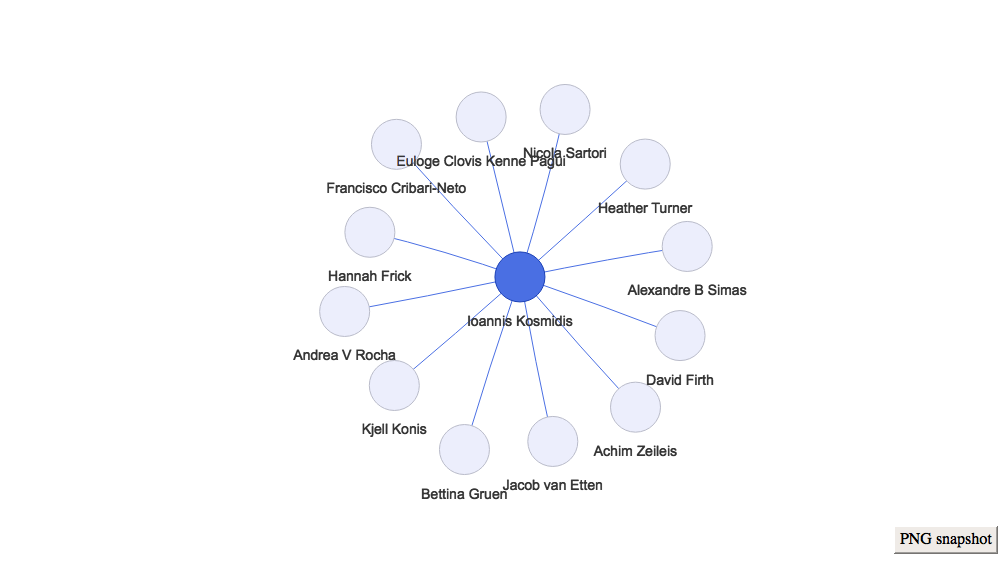 Nicola Sartori
Euloge Clovis Kenne Pagui
Francisco Cribari-Neto
Heather Turner
Hannah Frick
Alexandre B Simas
Ioannis Kosmidis
Andrea V Rocha
David Firth
Kjell Konis
Achim Zeileis
Jacob van Etten
Bettina Gruen
PNG snapshot